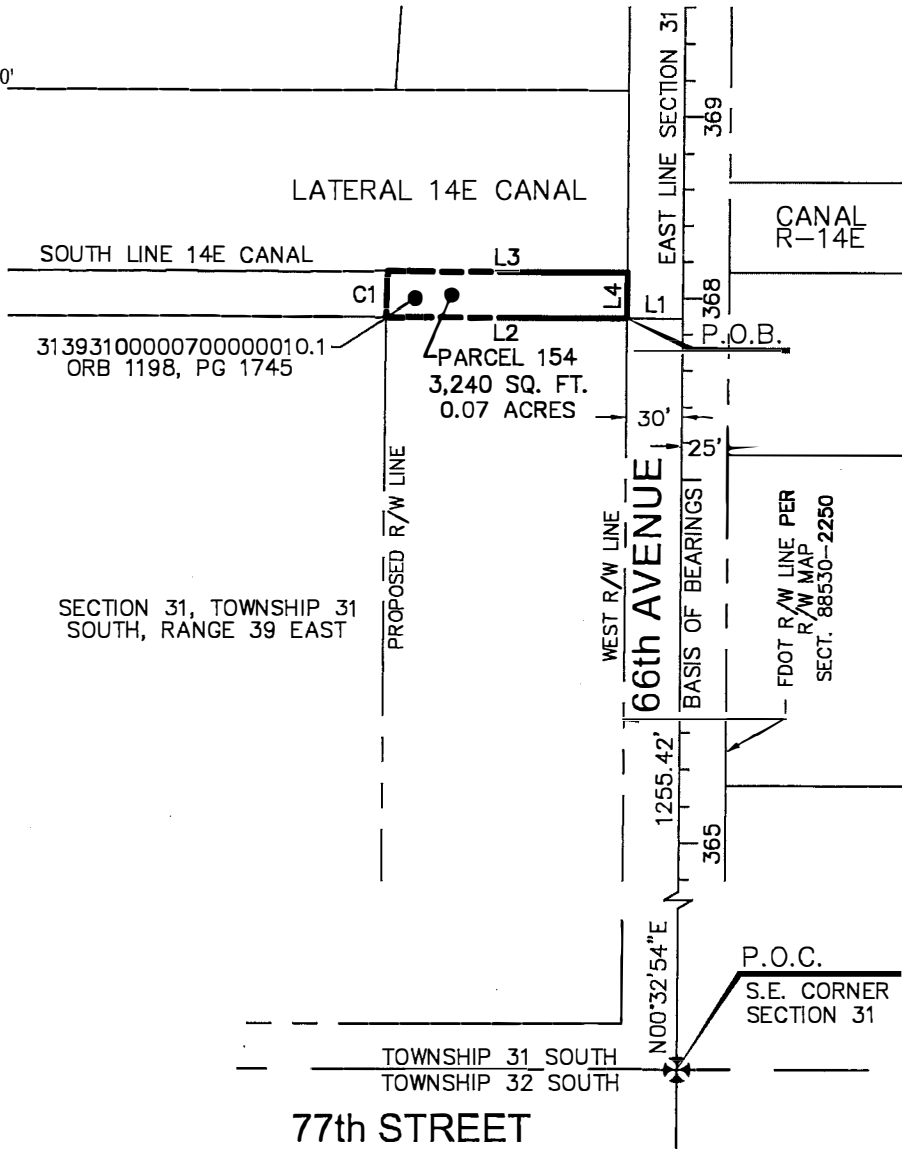 0'
EAST LINE SECTION 31
369
LATERAL 14E CANAL
CANAL
R-14E
SOUTH LINE 14E CANAL
L3
C1
L4
L1
368
L2
P.O.B.
31393100000700000010.1
ORB 1198, PG 1745
PARCEL 154
3,240 SQ. FT.
0.07 ACRES
30'
25'
PROPOSED R/W LINE
WEST R/W LINE
66th AVENUE
BASIS OF BEARINGS
FDOT R/W LINE PER
R/W MAP
SECT. 88530-2250
SECTION 31, TOWNSHIP 31
SOUTH, RANGE 39 EAST
1255.42'
365
N00°32'54"E
P.O.C.
S.E. CORNER
SECTION 31
TOWNSHIP 31 SOUTH
TOWNSHIP 32 SOUTH
77th STREET